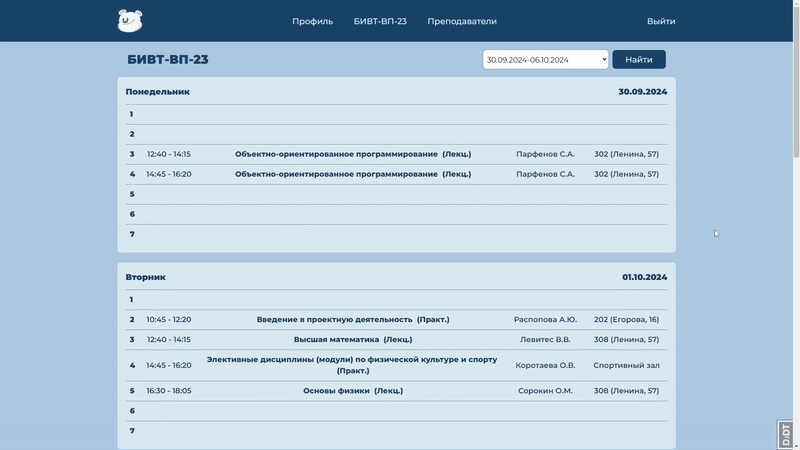 Профиль БИВТ-ВП-23 Преподаватели Выйти
БИВТ-ВП-23 30.09.2024-06.10.2024 Найти
Понедельник 30.09.2024
1
2
3 12:40 - 14:15 Объектно-ориентированное программирование (Лекц.) Парфенов С.А. 302 (Ленина, 57)
4 14:45 - 16:20 Объектно-ориентированное программирование (Лекц.) Парфенов С.А. 302 (Ленина, 57)
5
6
7
Вторник 01.10.2024
1
2 10:45 - 12:20 Введение в проектную деятельность (Практ.) Распопова А.Ю. 202 (Егорова, 16)
3 12:40 - 14:15 Высшая математика (Лекц.) Левитес В.В. 308 (Ленина, 57)
4 14:45 - 16:20 Элективные дисциплины (модули) по физической культуре и спорту
(Практ.) Коротаева О.В. Спортивный зал
5 16:30 - 18:05 Основы физики (Лекц.) Сорокин О.М. 308 (Ленина, 57)
6
7
DJDT